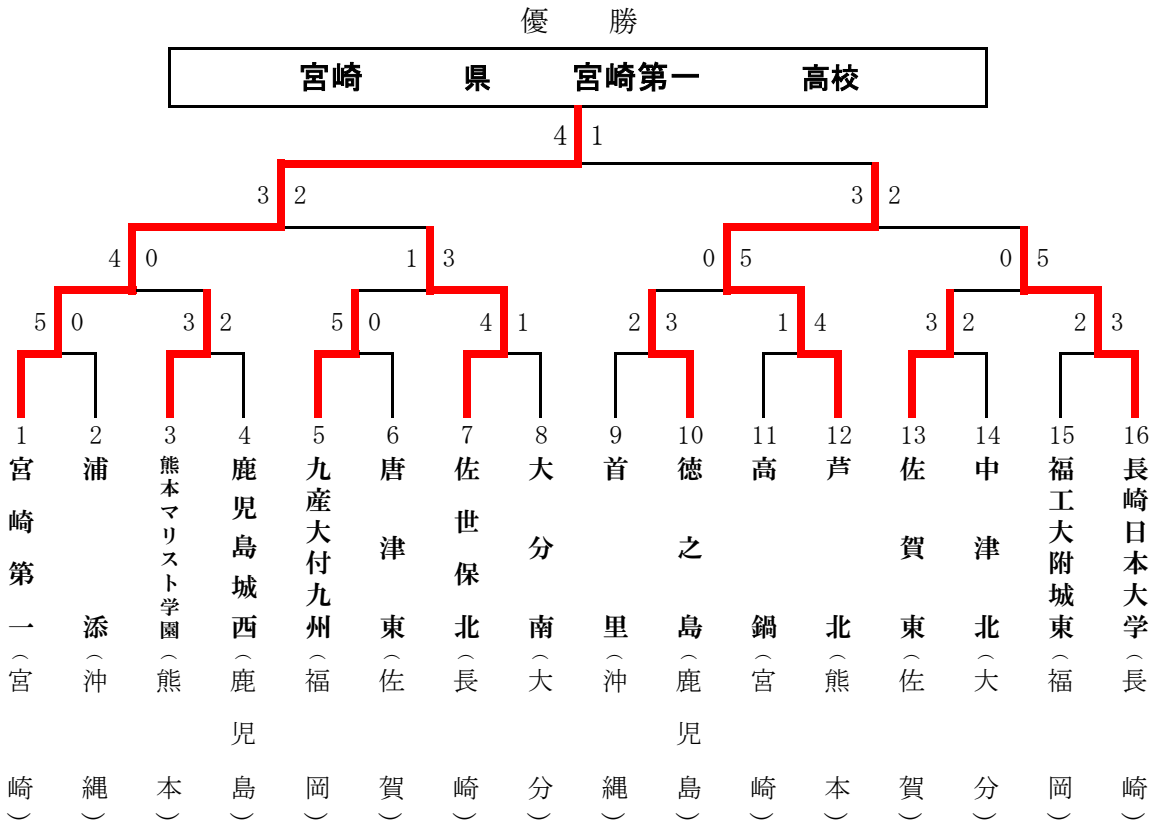 優 勝
宮崎 県 宮崎第一 高校
4 1
3 2 3 2
4 0 1 3 0 5 0 5
5 0 3 2 5 0 4 1 2 3 1 4 3 2 2 3
1 2 3 4 5 6 7 8 9 10 11 12 13 14 15 16
宮崎第一(宮崎)
浦添(沖縄)
熊本マリスト学園(熊本)
鹿児島城西(鹿児島)
九産大付九州(福岡)
唐津東(佐賀)
佐世保北(長崎)
大分南(大分)
首里(沖縄)
徳之島(鹿児島)
高鍋(宮崎)
芦北(熊本)
佐賀東(佐賀)
中津北(大分)
福工大附城東(福岡)
長崎日本大学(長崎)